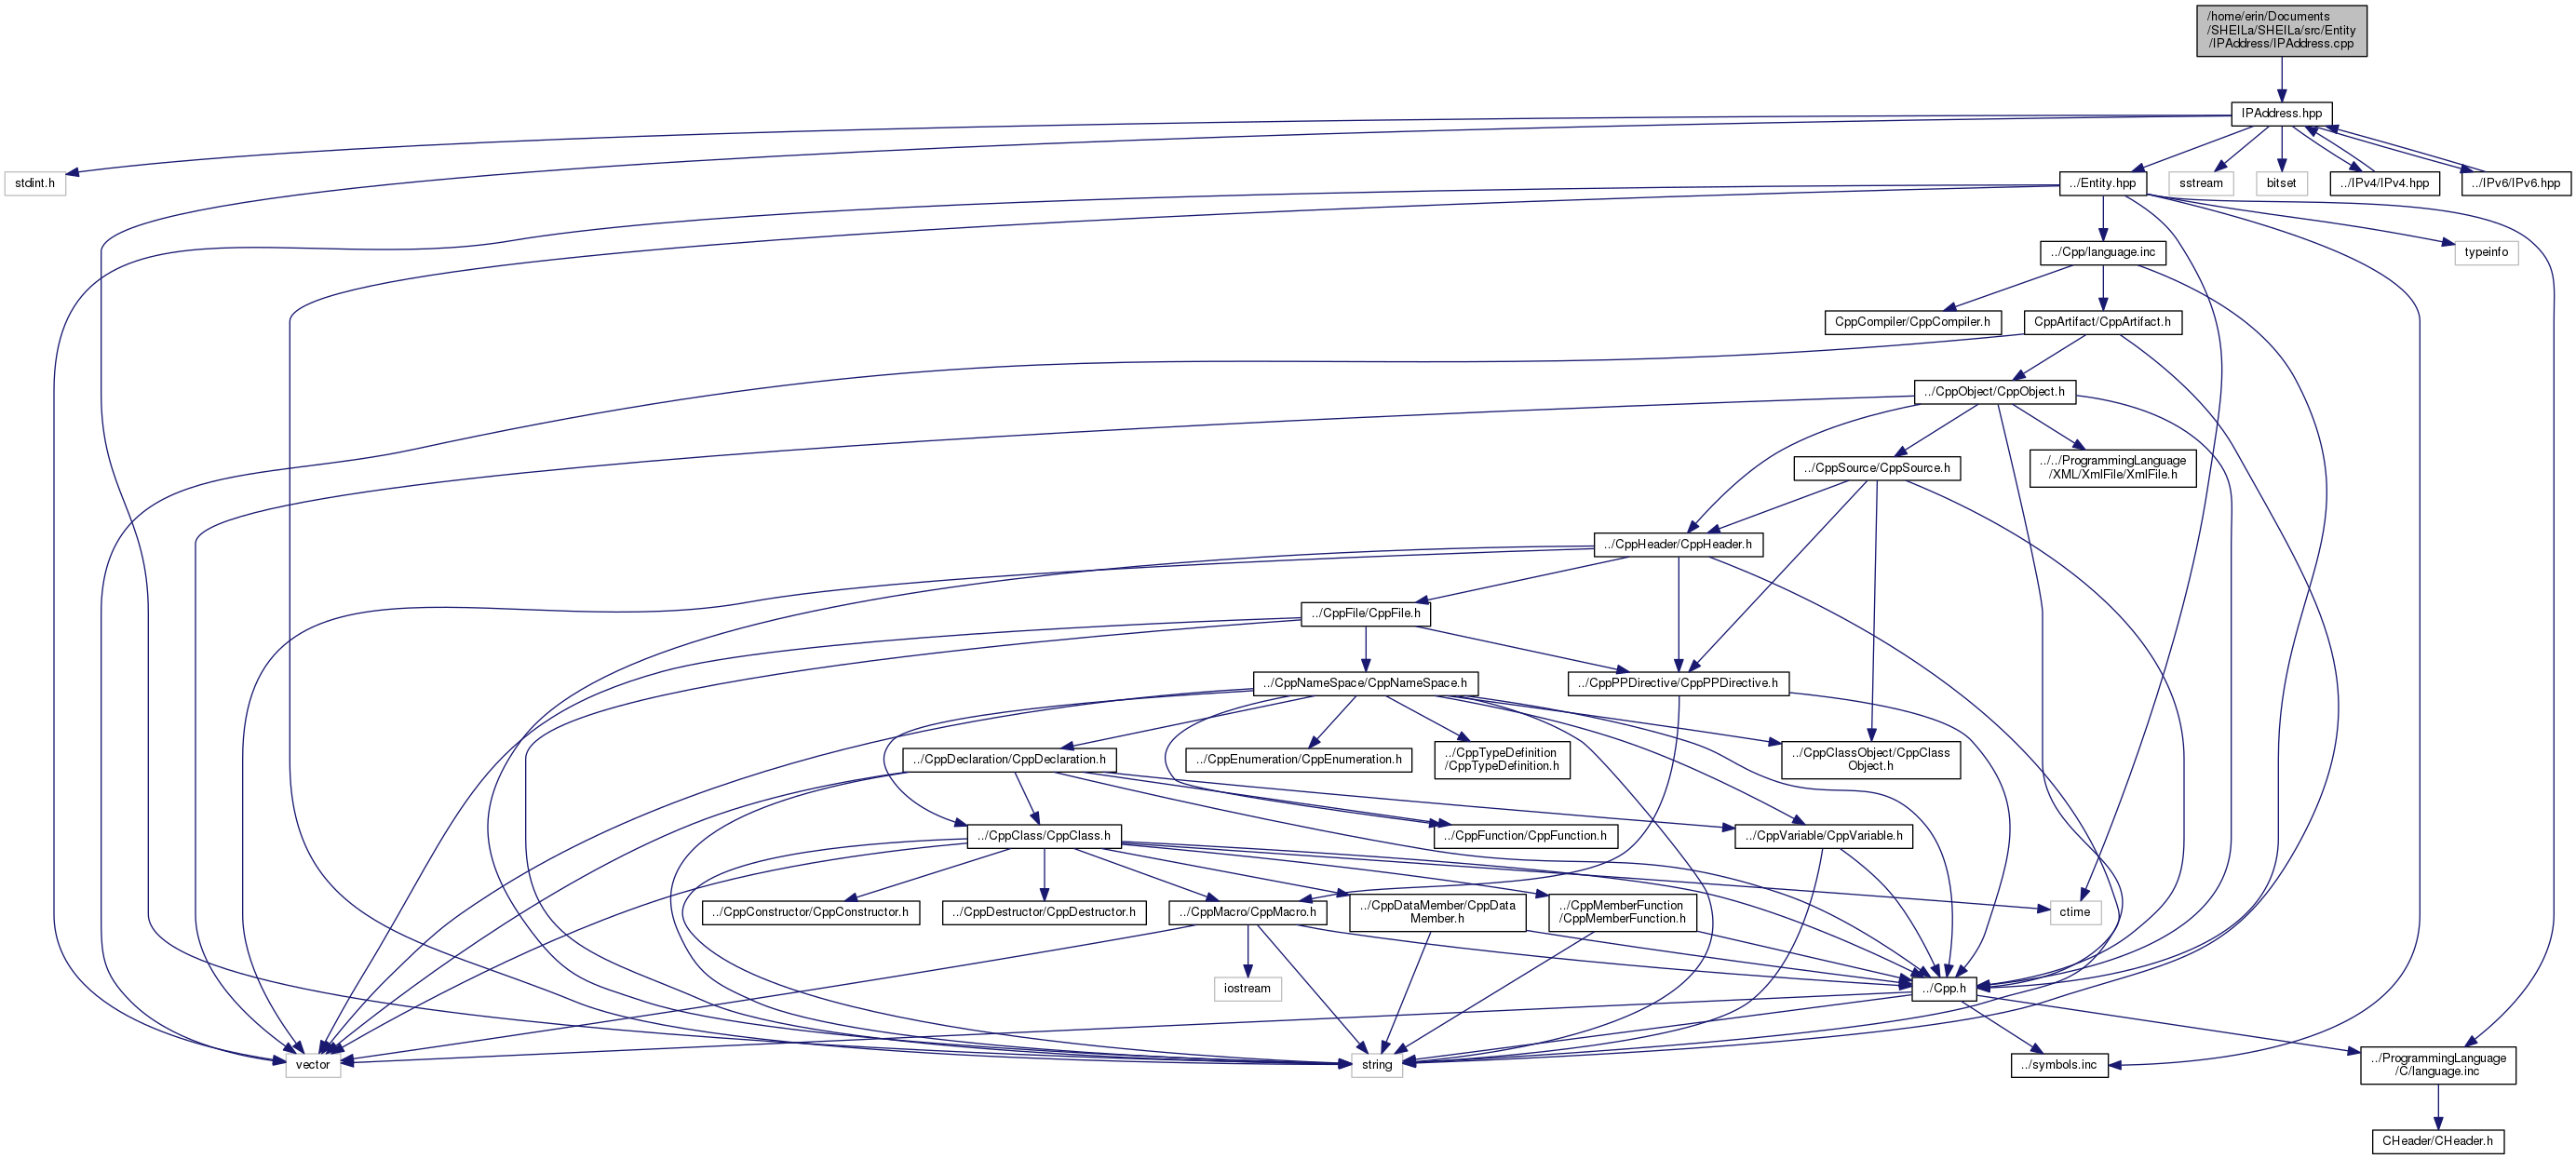 /home/erin/Documents
/SHEILa/SHEILa/src/Entity
/IPAddress/IPAddress.cpp
IPAddress.hpp
stdint.h
../Entity.hpp
sstream
bitset
../IPv4/IPv4.hpp
../IPv6/IPv6.hpp
../Cpp/language.inc
typeinfo
CppCompiler/CppCompiler.h
CppArtifact/CppArtifact.h
../CppObject/CppObject.h
../CppSource/CppSource.h
../../ProgrammingLanguage
/XML/XmlFile/XmlFile.h
../CppHeader/CppHeader.h
../CppFile/CppFile.h
../CppNameSpace/CppNameSpace.h
../CppPPDirective/CppPPDirective.h
../CppDeclaration/CppDeclaration.h
../CppEnumeration/CppEnumeration.h
../CppTypeDefinition
/CppTypeDefinition.h
../CppClassObject/CppClass
Object.h
../CppClass/CppClass.h
../CppFunction/CppFunction.h
../CppVariable/CppVariable.h
../CppConstructor/CppConstructor.h
../CppDestructor/CppDestructor.h
../CppMacro/CppMacro.h
../CppDataMember/CppData
Member.h
../CppMemberFunction
/CppMemberFunction.h
ctime
iostream
../Cpp.h
vector
string
../symbols.inc
../ProgrammingLanguage
/C/language.inc
CHeader/CHeader.h